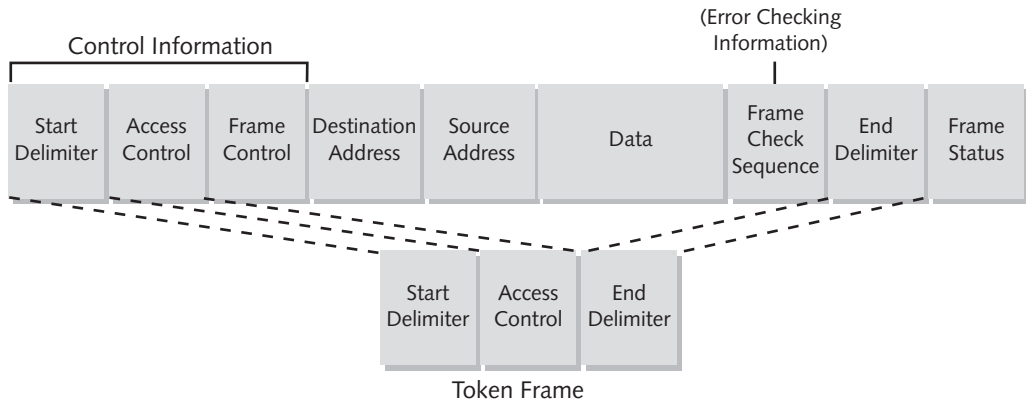 (Error Checking
Information)
Control Information
Start
Delimiter
Access
Control
Frame
Control
Destination
Address
Source
Address
Data
Frame
Check
Sequence
End
Delimiter
Frame
Status
Start
Delimiter
Access
Control
End
Delimiter
Token Frame